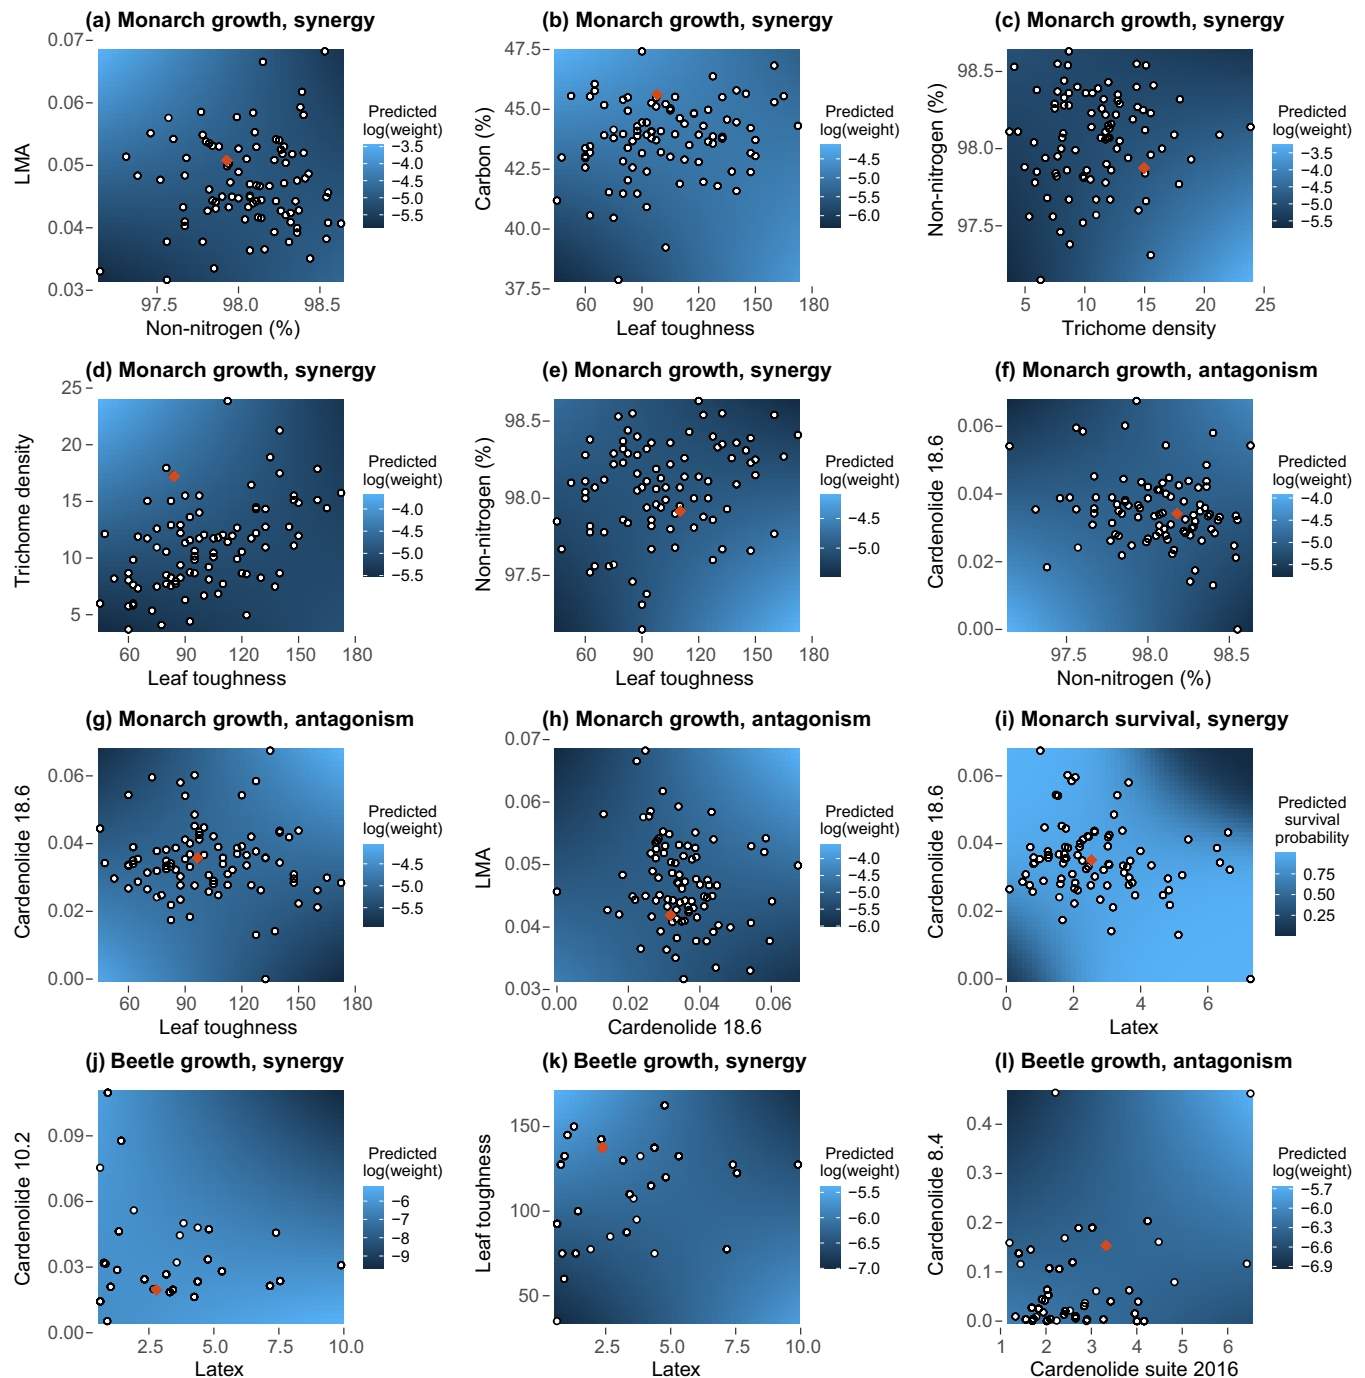 (a) Monarch growth, synergy
0.07
0.06
0.05
0.04
0.03
LMA
97.5 98.0 98.5
Non-nitrogen (%)
Predicted
log(weight)
−3.5
−4.0
−4.5
−5.0
−5.5
(b) Monarch growth, synergy
47.5
45.0
42.5
40.0
37.5
Carbon (%)
60 90 120 150 180
Leaf toughness
Predicted
log(weight)
−4.5
−5.0
−5.5
−6.0
(c) Monarch growth, synergy
98.5
98.0
97.5
Non-nitrogen (%)
5 10 15 20 25
Trichome density
Predicted
log(weight)
−3.5
−4.0
−4.5
−5.0
−5.5
(d) Monarch growth, synergy
25
20
15
10
5
Trichome density
60 90 120 150 180
Leaf toughness
Predicted
log(weight)
−4.0
−4.5
−5.0
−5.5
(e) Monarch growth, synergy
98.5
98.0
97.5
Non-nitrogen (%)
60 90 120 150 180
Leaf toughness
Predicted
log(weight)
−4.5
−5.0
(f) Monarch growth, antagonism
0.06
0.04
0.02
0.00
Cardenolide 18.6
97.5 98.0 98.5
Non-nitrogen (%)
Predicted
log(weight)
−4.0
−4.5
−5.0
−5.5
(g) Monarch growth, antagonism
0.06
0.04
0.02
0.00
Cardenolide 18.6
60 90 120 150 180
Leaf toughness
Predicted
log(weight)
−4.5
−5.0
−5.5
(h) Monarch growth, antagonism
0.07
0.06
0.05
0.04
0.03
LMA
0.00 0.02 0.04 0.06
Cardenolide 18.6
Predicted
log(weight)
−4.0
−4.5
−5.0
−5.5
−6.0
(i) Monarch survival, synergy
0.06
0.04
0.02
0.00
Cardenolide 18.6
0 2 4 6
Latex
Predicted
survival
probability
0.75
0.50
0.25
(j) Beetle growth, synergy
0.09
0.06
0.03
0.00
Cardenolide 10.2
2.5 5.0 7.5 10.0
Latex
Predicted
log(weight)
−6
−7
−8
−9
(k) Beetle growth, synergy
150
100
50
Leaf toughness
2.5 5.0 7.5 10.0
Latex
Predicted
log(weight)
−5.5
−6.0
−6.5
−7.0
(l) Beetle growth, antagonism
0.4
0.3
0.2
0.1
0.0
Cardenolide 8.4
1 2 3 4 5 6
Cardenolide suite 2016
Predicted
log(weight)
−5.7
−6.0
−6.3
−6.6
−6.9